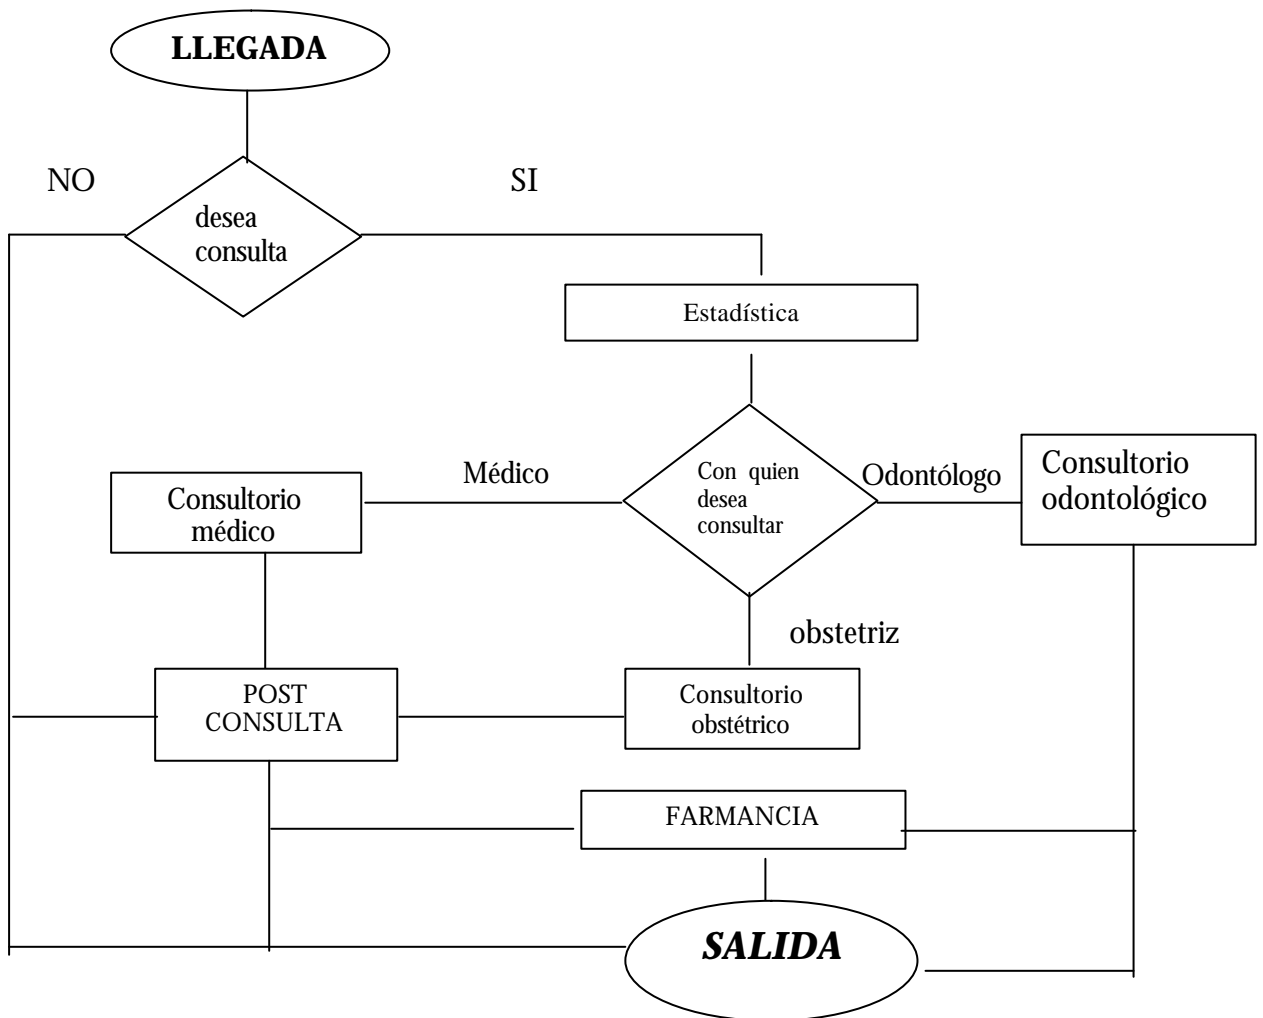 LLEGADA
NO
SI
desea
consulta
Estadística
Con quien
desea
consultar
Médico
Odontólogo
Consultorio
médico
Consultorio
odontológico
obstetriz
POST
CONSULTA
Consultorio
obstétrico
FARMANCIA
SALIDA